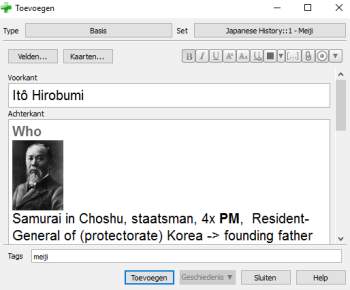 Toevoegen
Type Basis Set Japanese History::1 - Meiji
Velden... Kaarten...
Voorkant
Itô Hirobumi
Achterkant
Who
Samurai in Choshu, staatsman, 4x PM, Resident-
General of (protectorate) Korea -> founding father
Tags meiji
Toevoegen Geschiedenis ▼ Sluiten Help